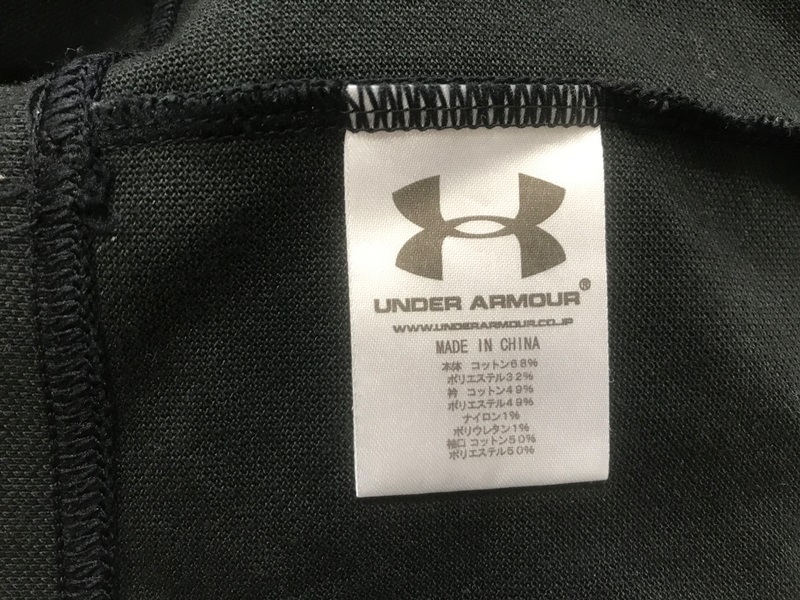 UNDER ARMOUR®
WWW.UNDERARMOUR.CO.JP
MADE IN CHINA
本体 コットン68%
ポリエステル32%
衿 コットン49%
ポリエステル49%
ナイロン1%
ポリウレタン1%
袖口 コットン50%
ポリエステル50%